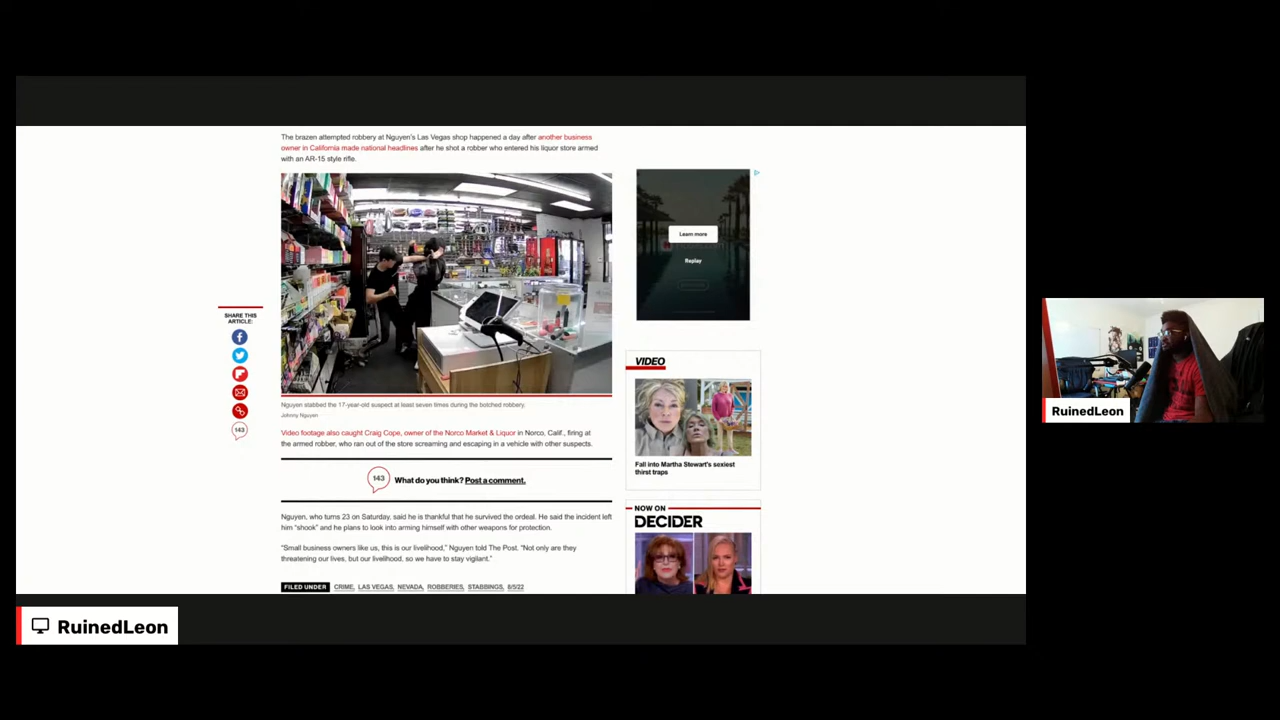 The brazen attempted robbery at Nguyen's Las Vegas shop happened a day after another business
owner in California made national headlines after he shot a robber who entered his liquor store armed
with an AR-15 style rifle.
SHARE THIS
ARTICLE:
143
Nguyen stabbed the 17-year-old suspect at least seven times during the botched robbery.
Johnny Nguyen
Video footage also caught Craig Cope, owner of the Norco Market & Liquor in Norco, Calif., firing at
the armed robber, who ran out of the store screaming and escaping in a vehicle with other suspects.
143
What do you think? Post a comment.
Nguyen, who turns 23 on Saturday, said he is thankful that he survived the ordeal. He said the incident left
him "shook" and he plans to look into arming himself with other weapons for protection.
"Small business owners like us, this is our livelihood," Nguyen told The Post. "Not only are they
threatening our lives, but our livelihood, so we have to stay vigilant."
FILED UNDER CRIME, LAS VEGAS, NEVADA, ROBBERIES, STABBINGS, 8/5/22
Learn more
Replay
VIDEO
Fall into Martha Stewart's sexiest
thirst traps
NOW ON
DECIDER
RuinedLeon
RuinedLeon